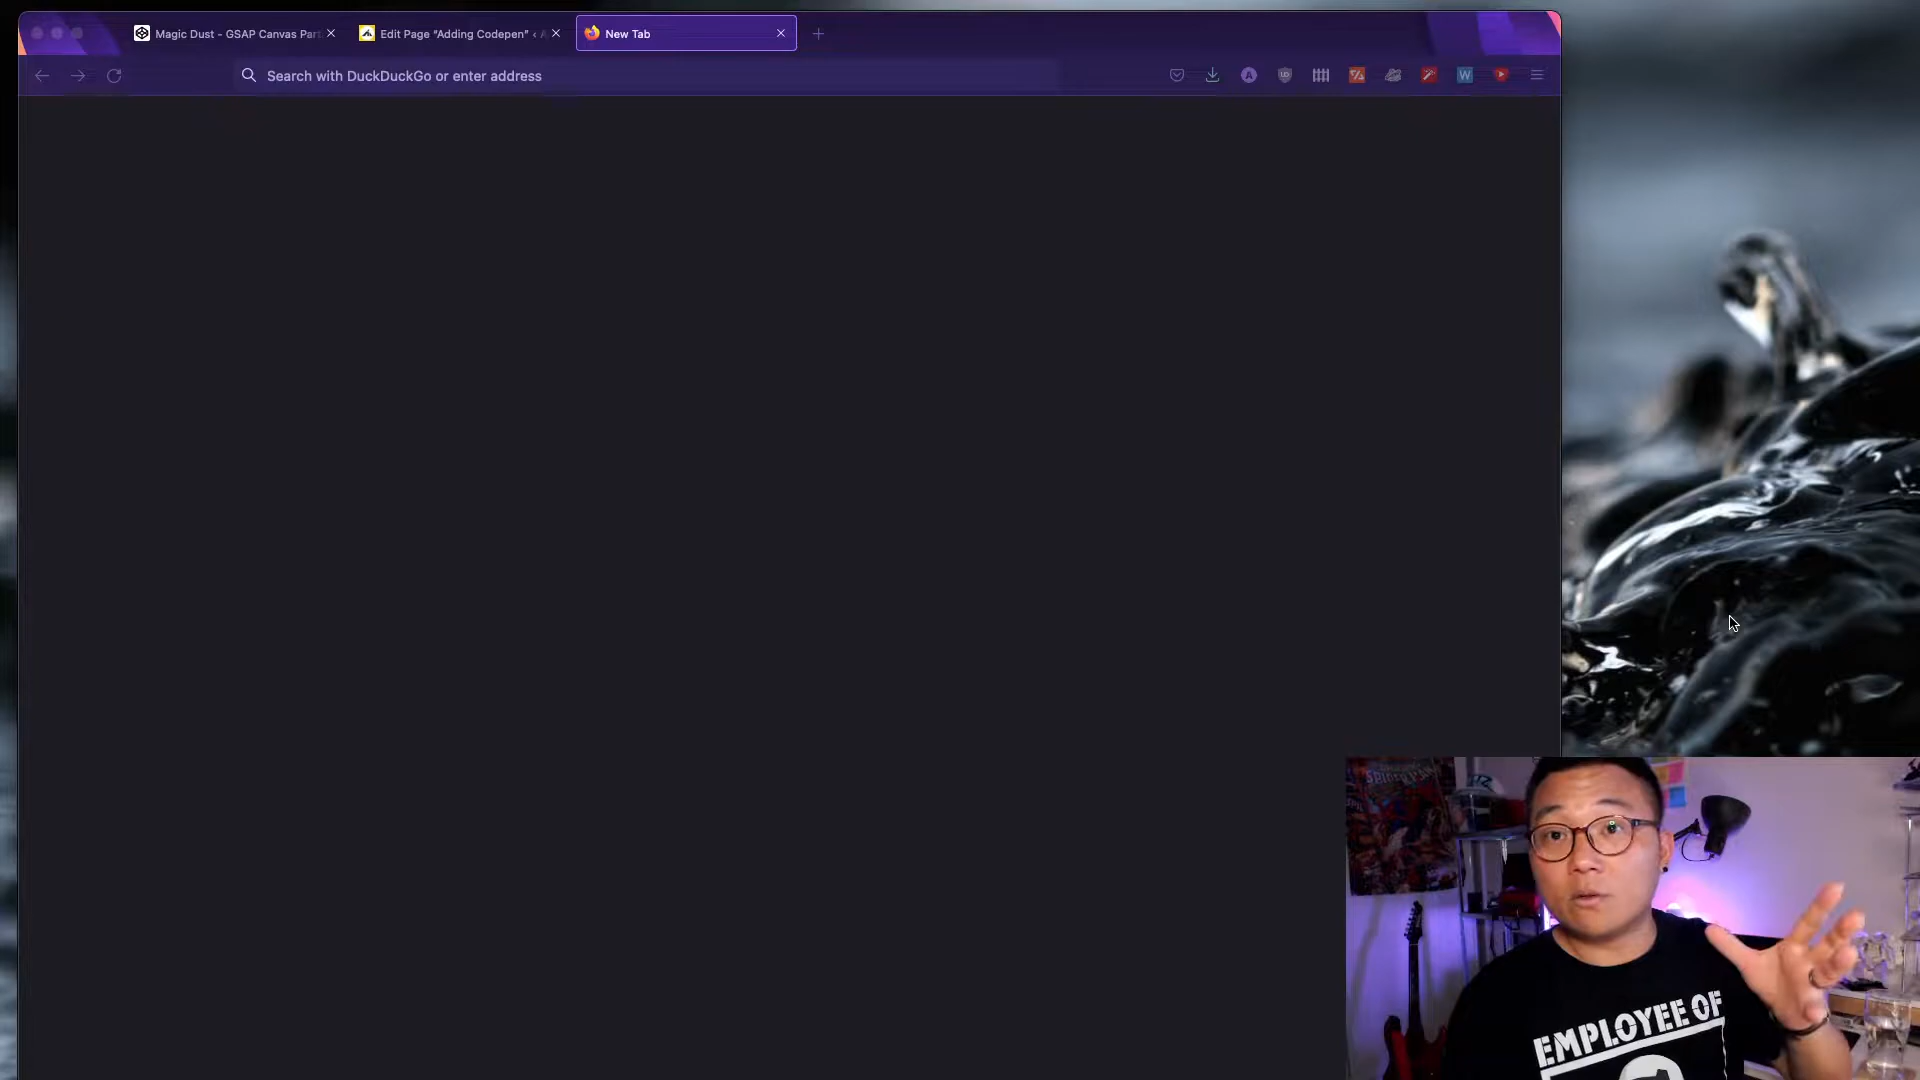 Magic Dust - GSAP Canvas Part
Edit Page “Adding Codepen” ‹ A
New Tab
Search with DuckDuckGo or enter address
W
EMPLOYEE OF